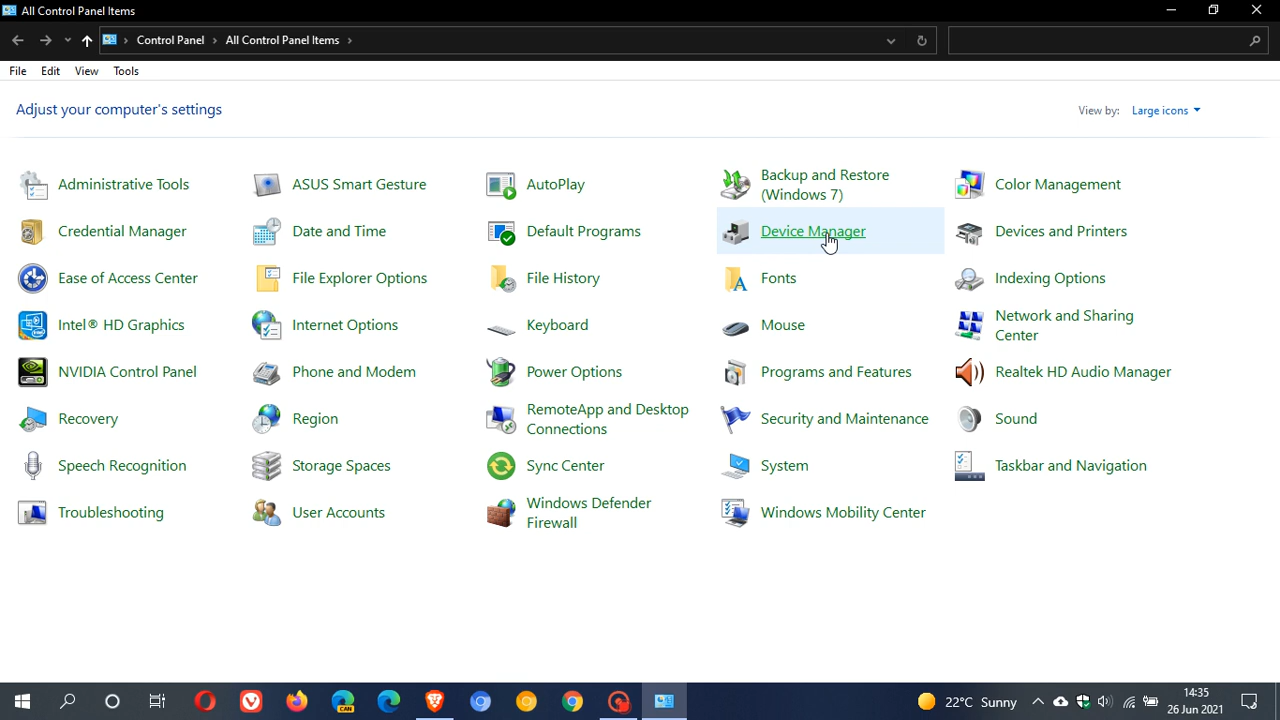 All Control Panel Items
Control Panel
All Control Panel Items
File
Edit
View
Tools
Adjust your computer's settings
View by:
Large icons
Administrative Tools
ASUS Smart Gesture
AutoPlay
Backup and Restore
(Windows 7)
Color Management
Credential Manager
Date and Time
Default Programs
Device Manager
Devices and Printers
Ease of Access Center
File Explorer Options
File History
Fonts
Indexing Options
Intel® HD Graphics
Internet Options
Keyboard
Mouse
Network and Sharing
Center
NVIDIA Control Panel
Phone and Modem
Power Options
Programs and Features
Realtek HD Audio Manager
Recovery
Region
RemoteApp and Desktop
Connections
Security and Maintenance
Sound
Speech Recognition
Storage Spaces
Sync Center
System
Taskbar and Navigation
Troubleshooting
User Accounts
Windows Defender
Firewall
Windows Mobility Center
CAN
22°C Sunny
14:35
26 Jun 2021